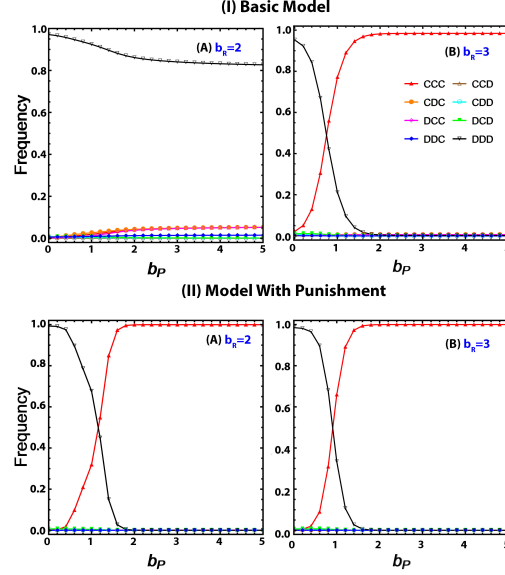 (I) Basic Model
(A) bR=2
(B) bR=3
CCC
CCD
CDC
CDD
DCC
DCD
DDC
DDD
Frequency
1.0
0.8
0.6
0.4
0.2
0.0
0 1 2 3 4 5
bP
1.0
0.8
0.6
0.4
0.2
0.0
0 1 2 3 4 5
bP
(II) Model With Punishment
(A) bR=2
(B) bR=3
Frequency
1.0
0.8
0.6
0.4
0.2
0.0
0 1 2 3 4 5
bP
1.0
0.8
0.6
0.4
0.2
0.0
0 1 2 3 4 5
bP